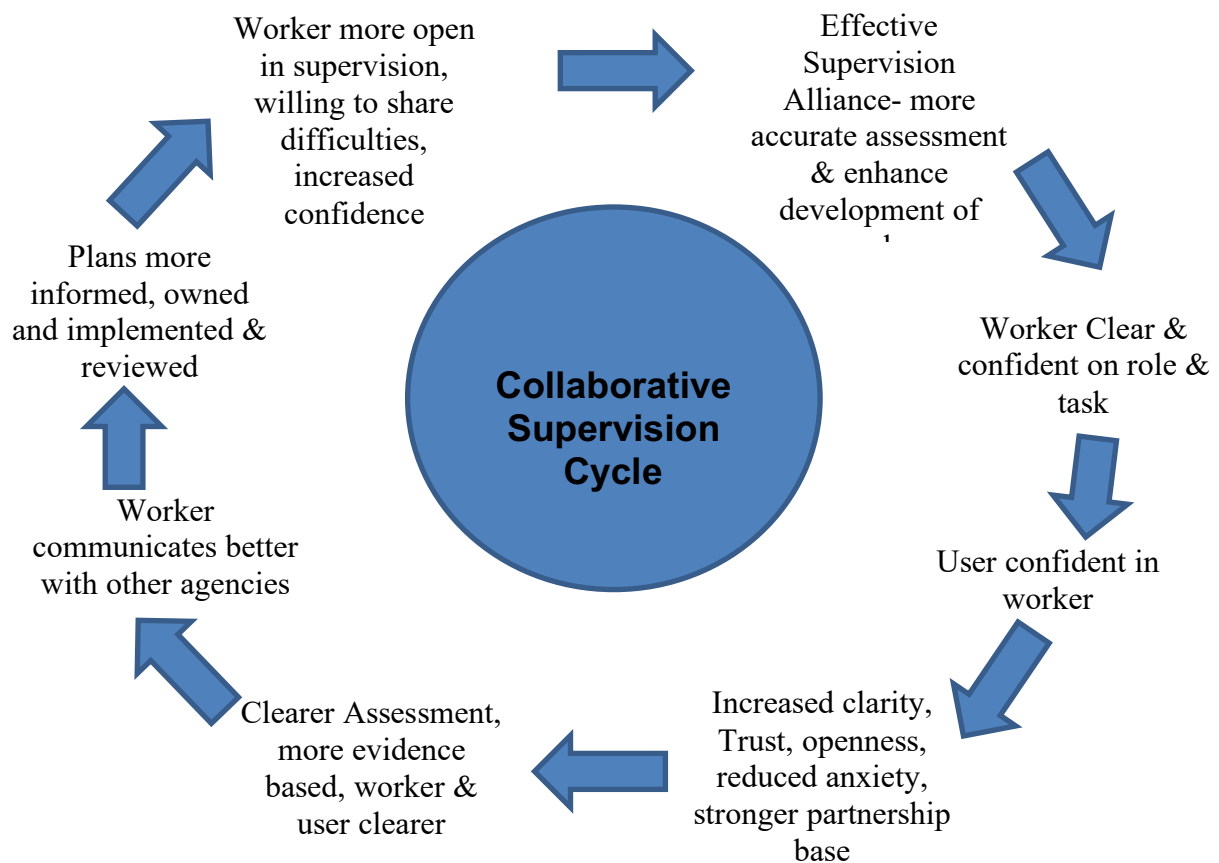 Worker more open
in supervision,
willing to share
difficulties,
increased
confidence
Effective
Supervision
Alliance- more
accurate assessment
& enhance
development of
Worker Clear &
confident on role &
task
User confident in
worker
Increased clarity,
Trust, openness,
reduced anxiety,
stronger partnership
base
Clearer Assessment,
more evidence
based, worker &
user clearer
Worker
communicates better
with other agencies
Plans more
informed, owned
and implemented &
reviewed
Collaborative
Supervision
Cycle